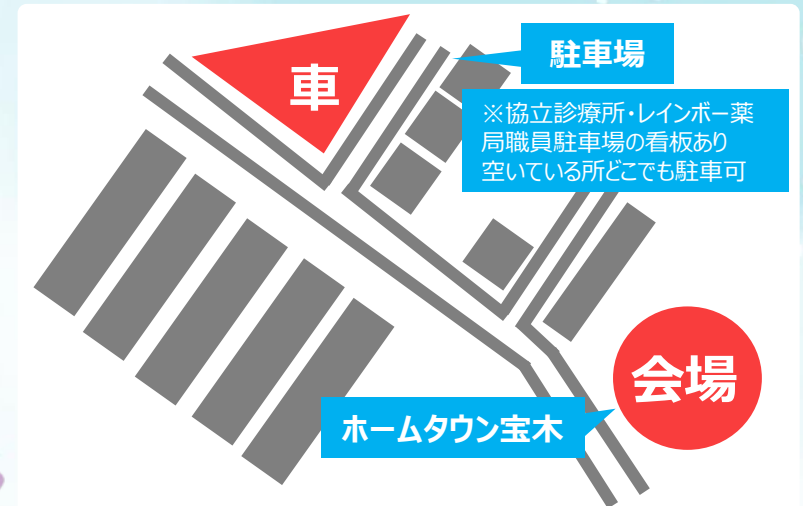 車
駐車場
※協立診療所・レインボー薬
局職員駐車場の看板あり
空いている所どこでも駐車可
会場
ホームタウン宝木